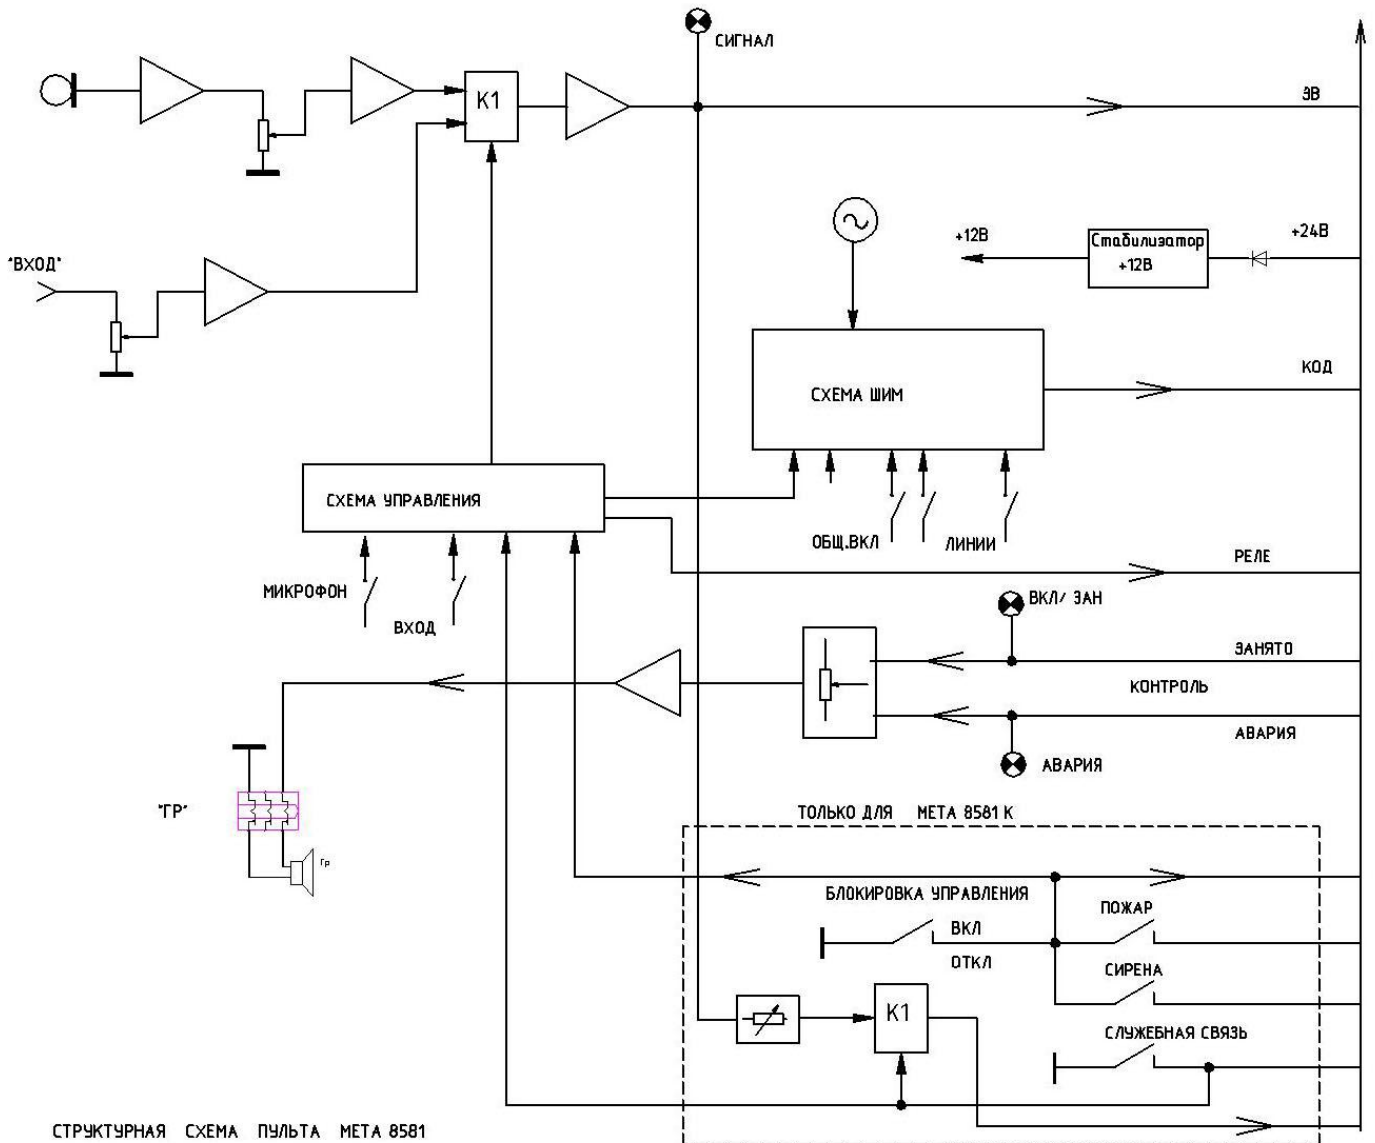 СИГНАЛ
К1
ЗВ
"ВХОД"
+12В
Стабилизатор
+12В
+24В
СХЕМА ШИМ
КОД
СХЕМА УПРАВЛЕНИЯ
ОБЩ.ВКЛ
ЛИНИИ
РЕЛЕ
МИКРОФОН
ВХОД
ВКЛ/ ЗАН
ЗАНЯТО
КОНТРОЛЬ
АВАРИЯ
АВАРИЯ
"ГР"
Гр
ТОЛЬКО ДЛЯ МЕТА 8581 К
БЛОКИРОВКА УПРАВЛЕНИЯ
ПОЖАР
ВКЛ
ОТКЛ
СИРЕНА
К1
СЛУЖЕБНАЯ СВЯЗЬ
СТРУКТУРНАЯ СХЕМА ПУЛЬТА МЕТА 8581